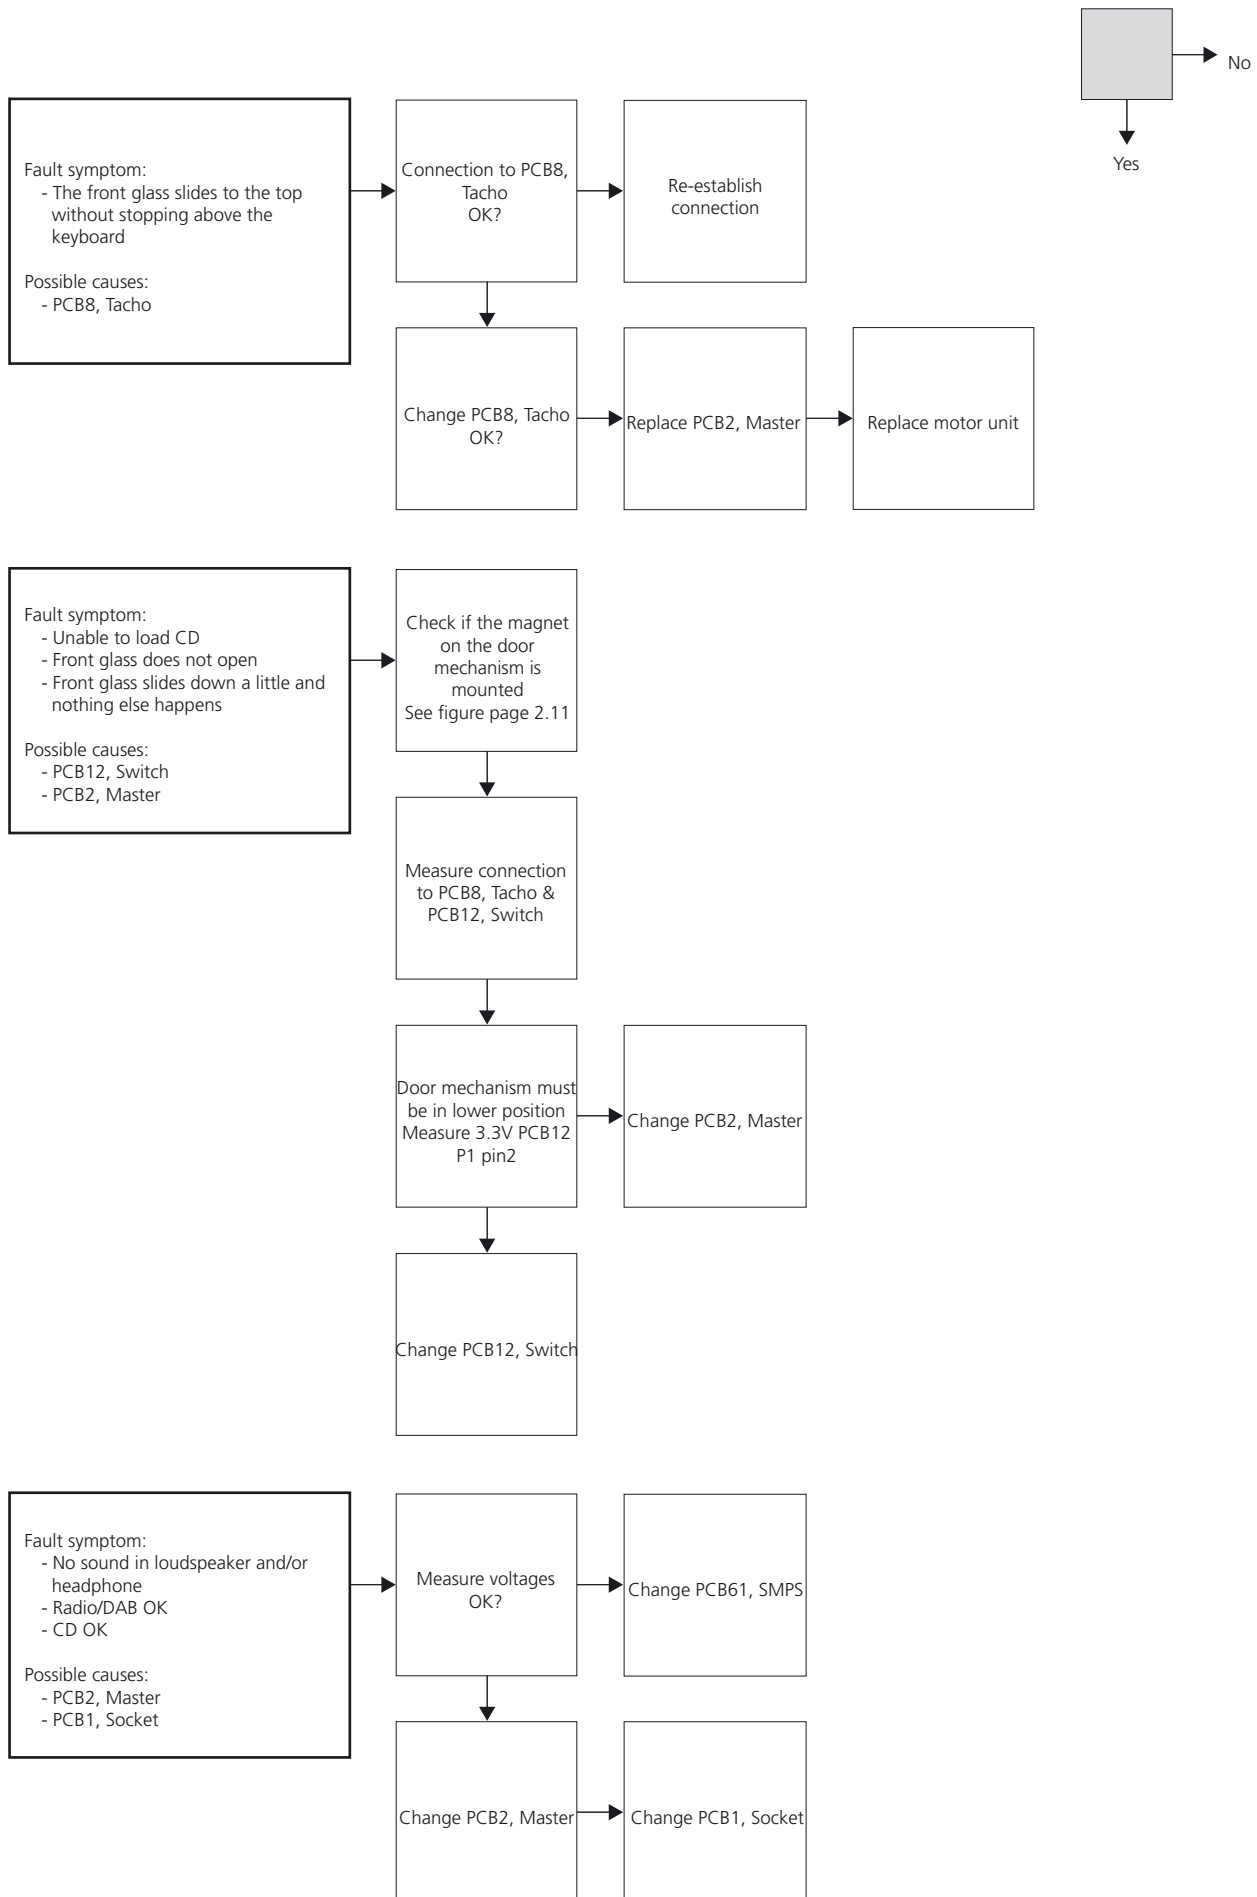 No
Yes
Fault symptom:
- The front glass slides to the top
without stopping above the
keyboard
Possible causes:
- PCB8, Tacho
Connection to PCB8,
Tacho
OK?
Re-establish
connection
Change PCB8, Tacho
OK?
Replace PCB2, Master
Replace motor unit
Fault symptom:
- Unable to load CD
- Front glass does not open
- Front glass slides down a little and
nothing else happens
Possible causes:
- PCB12, Switch
- PCB2, Master
Check if the magnet
on the door
mechanism is
mounted
See figure page 2.11
Measure connection
to PCB8, Tacho &
PCB12, Switch
Door mechanism must
be in lower position
Measure 3.3V PCB12
P1 pin2
Change PCB2, Master
Change PCB12, Switch
Fault symptom:
- No sound in loudspeaker and/or
headphone
- Radio/DAB OK
- CD OK
Possible causes:
- PCB2, Master
- PCB1, Socket
Measure voltages
OK?
Change PCB61, SMPS
Change PCB2, Master
Change PCB1, Socket